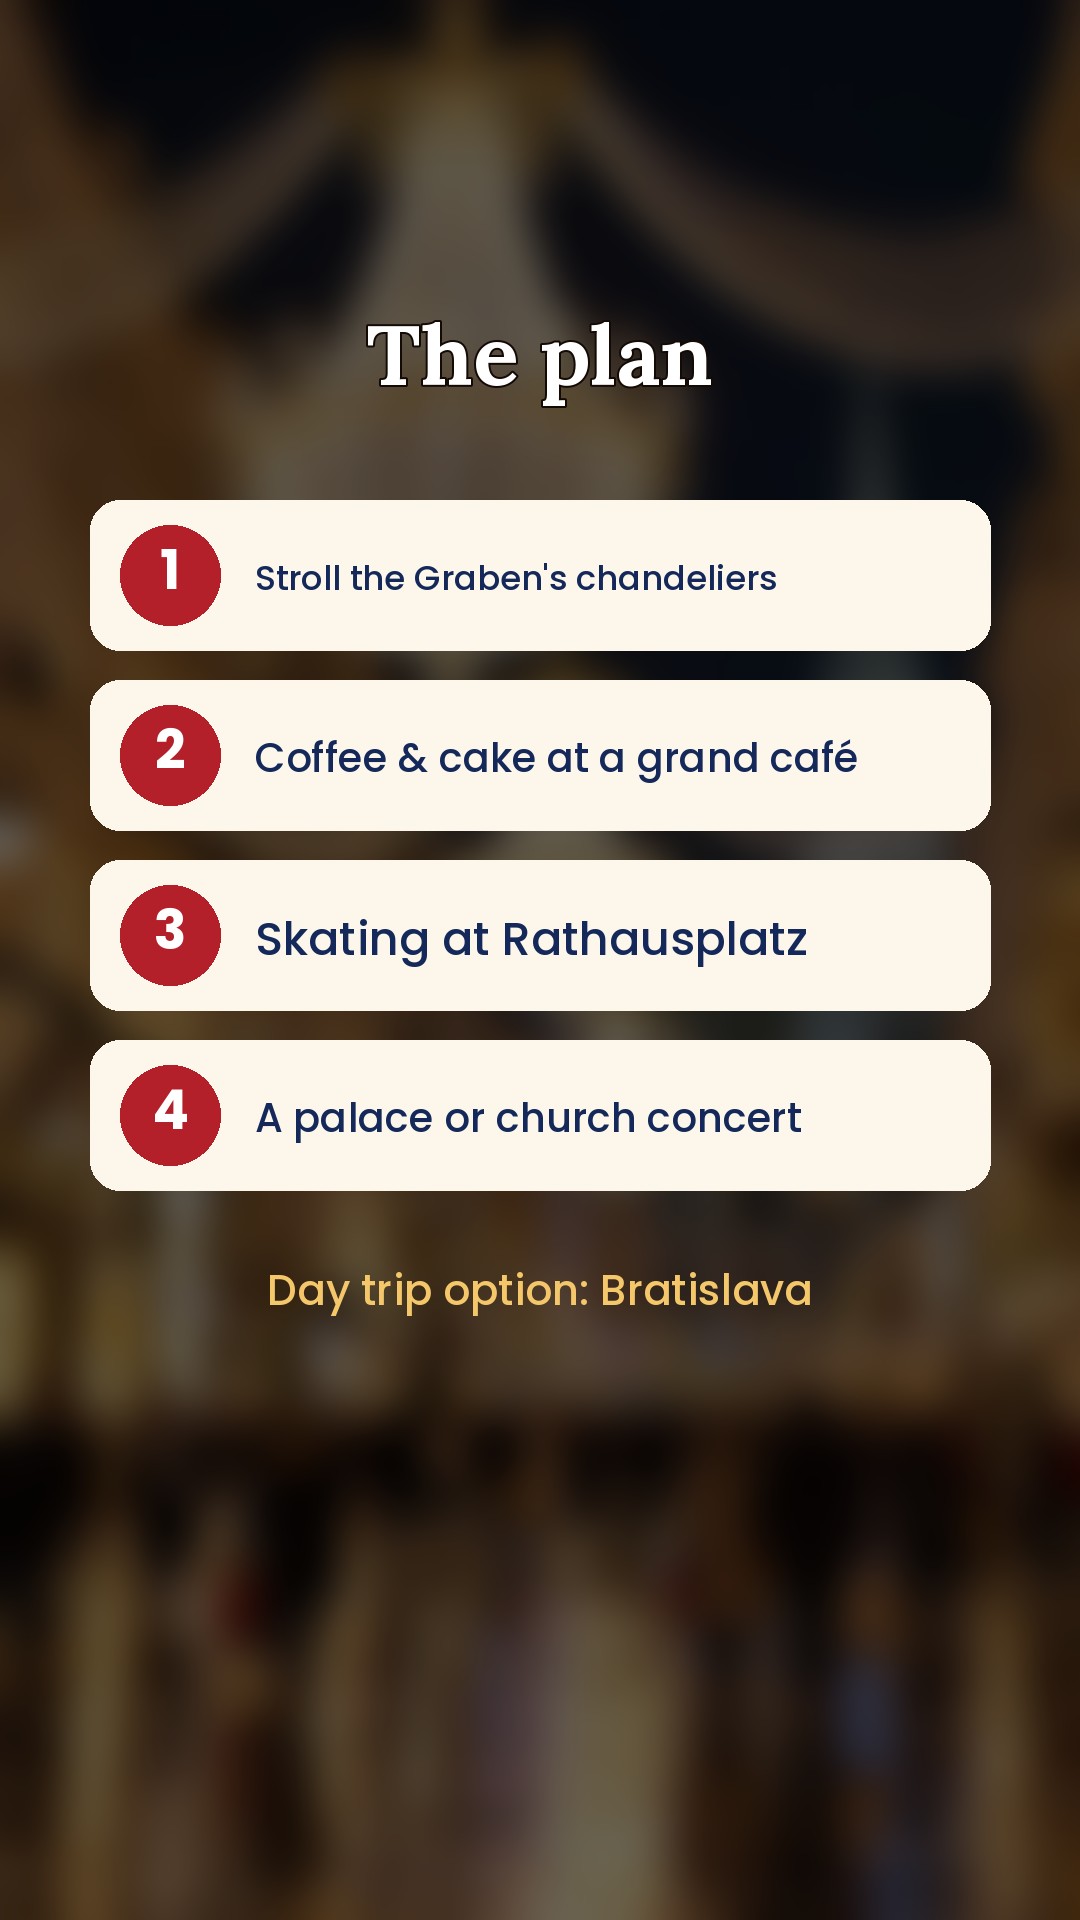 The plan
1
Stroll the Graben's chandeliers
2
Coffee & cake at a grand café
3
Skating at Rathausplatz
4
A palace or church concert
Day trip option: Bratislava